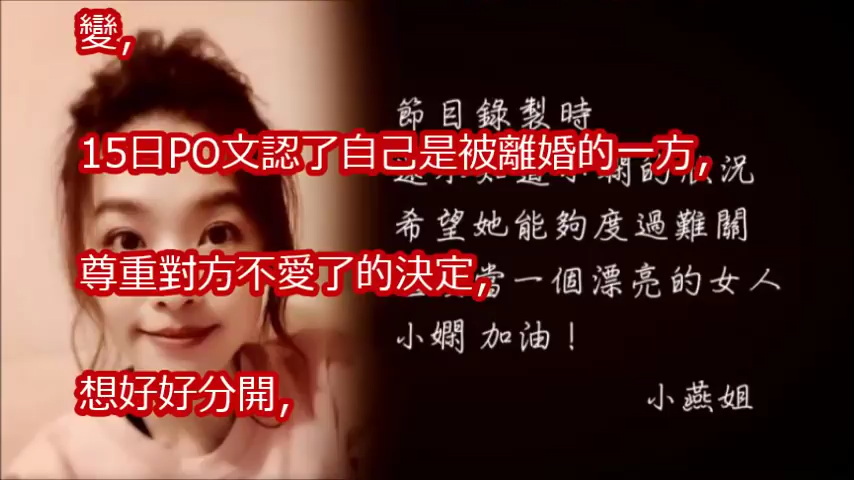 變,
15日PO文認了自己是被離婚的一方,
尊重對方不愛了的決定,
想好好分開,
節目錄製時
嫻的狀況
希望她能夠度過難關
當一個漂亮的女人
小嫻 加油！
小燕姐